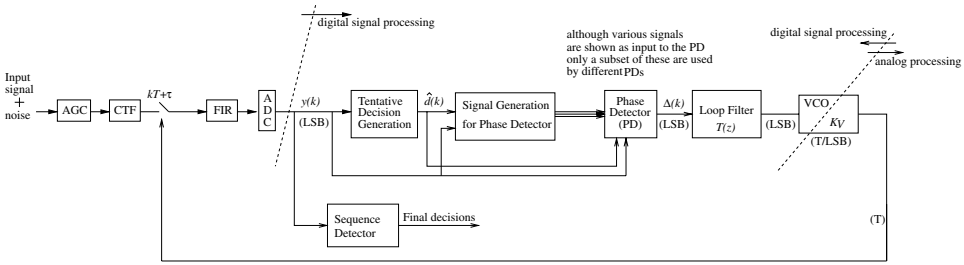 digital signal processing
although various signals
are shown as input to the PD
only a subset of these are used
by different PDs
digital signal processing
analog processing
Input
signal
+
noise
AGC
CTF
kT+τ
FIR
A
D
C
y(k)
(LSB)
Tentative
Decision
Generation
d̂(k)
Signal Generation
for Phase Detector
Phase
Detector
(PD)
Δ(k)
(LSB)
Loop Filter
T(z)
(LSB)
VCO
K_V
(T/LSB)
Sequence
Detector
Final decisions
(T)